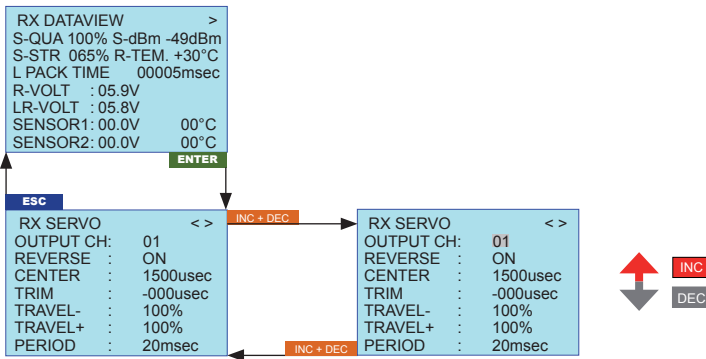 RX DATAVIEW >
S-QUA 100% S-dBm -49dBm
S-STR 065% R-TEM. +30°C
L PACK TIME 00005msec
R-VOLT : 05.9V
LR-VOLT : 05.8V
SENSOR1: 00.0V 00°C
SENSOR2: 00.0V 00°C
ENTER
ESC
RX SERVO < >
OUTPUT CH: 01
REVERSE : ON
CENTER : 1500usec
TRIM : -000usec
TRAVEL- : 100%
TRAVEL+ : 100%
PERIOD : 20msec
INC + DEC
RX SERVO < >
OUTPUT CH: 01
REVERSE : ON
CENTER : 1500usec
TRIM : -000usec
TRAVEL- : 100%
TRAVEL+ : 100%
PERIOD : 20msec
INC + DEC
INC
DEC